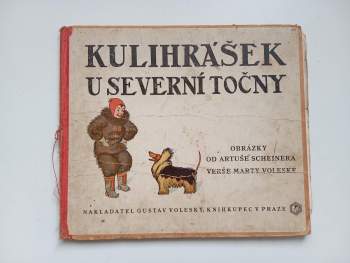 KULIHRÁŠEK
U SEVERNÍ TOČNY
OBRÁZKY
OD ARTUŠE SCHEINERA
VERŠE MARTY VOLESKÉ
NAKLADATEL GUSTAV VOLESKÝ, KNIHKUPEC V PRAZE